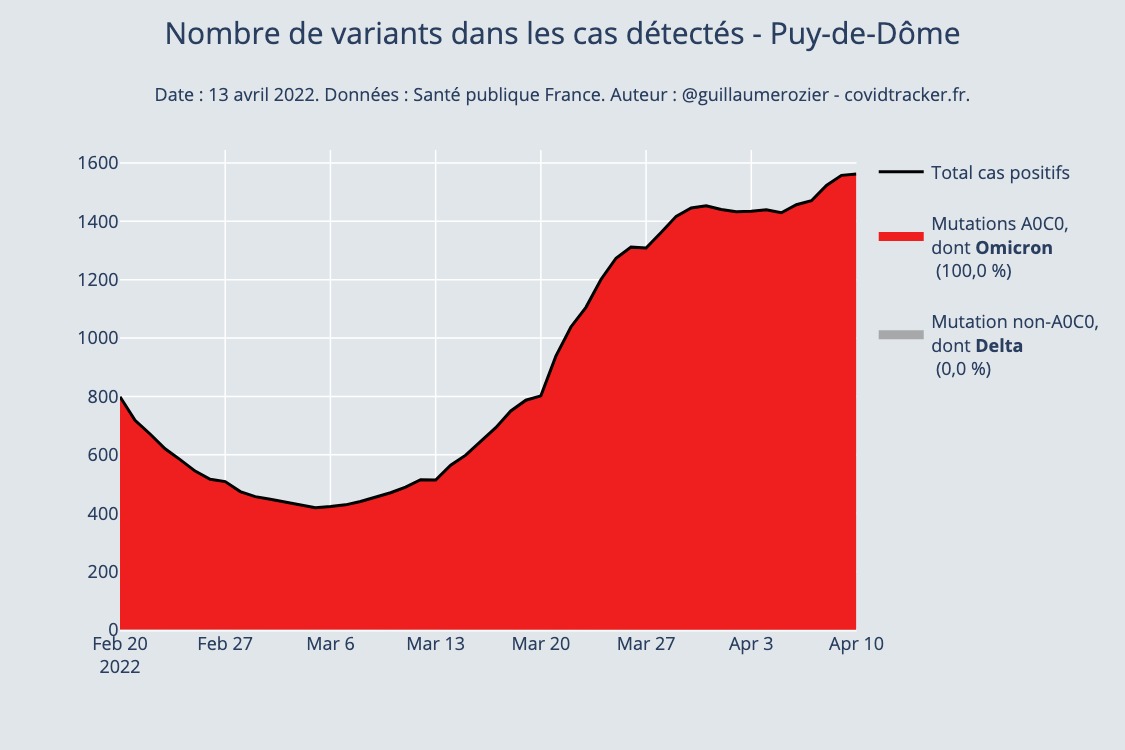 Nombre de variants dans les cas détectés - Puy-de-Dôme
Date : 13 avril 2022. Données : Santé publique France. Auteur : @guillaumerozier - covidtracker.fr.
1600
1400
1200
1000
800
600
400
200
0
Feb 20 Feb 27 Mar 6 Mar 13 Mar 20 Mar 27 Apr 3 Apr 10
2022
Total cas positifs
Mutations A0C0,
dont Omicron
(100,0 %)
Mutation non-A0C0,
dont Delta
(0,0 %)